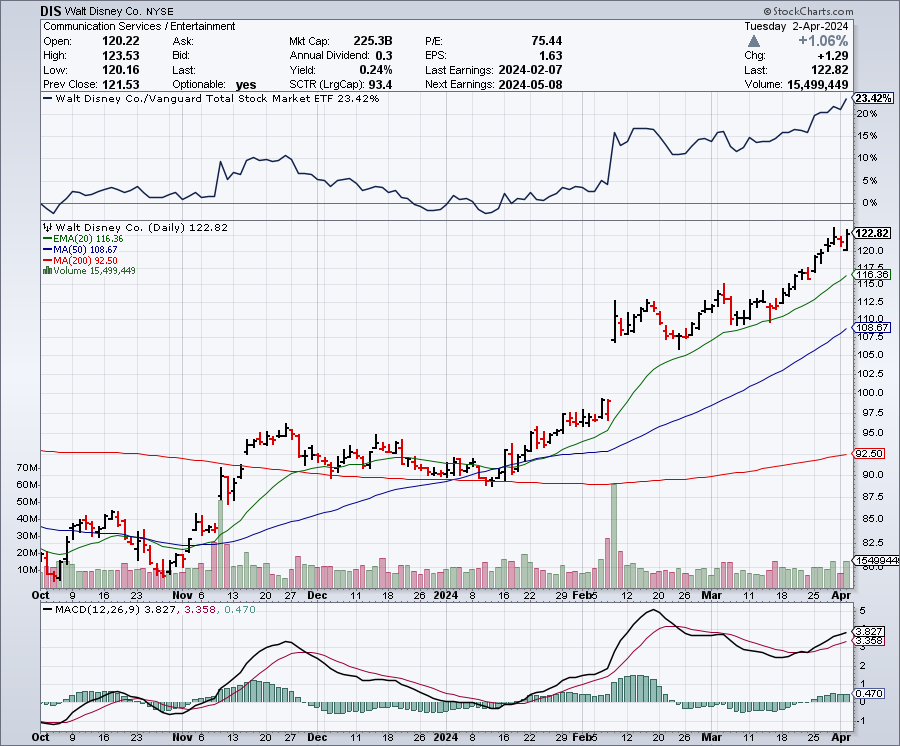 DIS Walt Disney Co. NYSE © StockCharts.com
Communication Services / Entertainment Tuesday 2-Apr-2024
Open: 120.22 Ask: Mkt Cap: 225.3B P/E: 75.44 +1.06%
High: 123.53 Bid: Annual Dividend: 0.3 EPS: 1.63 Chg: +1.29
Low: 120.16 Last: Yield: 0.24% Last Earnings: 2024-02-07 Last: 122.82
Prev Close: 121.53 Optionable: yes SCTR (LrgCap): 93.4 Next Earnings: 2024-05-08 Volume: 15,499,449
Walt Disney Co./Vanguard Total Stock Market ETF 23.42%
23.42%
20%
15%
10%
5%
0%
Walt Disney Co. (Daily) 122.82
EMA(20) 116.36
MA(50) 108.67
MA(200) 92.50
Volume 15,499,449
122.82
120.0
117.5
116.36
115.0
112.5
110.0
108.67
107.5
105.0
102.5
100.0
97.5
95.0
92.50
90.0
87.5
85.0
82.5
15499449
80.0
70M
60M
50M
40M
30M
20M
10M
Oct 9 16 23 Nov 6 13 20 27 Dec 11 18 26 2024 8 16 22 29 Feb5 12 20 26 Mar 11 18 25 Apr
MACD(12,26,9) 3.827, 3.358, 0.470
5
3.827
3.358
3
2
1
0.470
0
-1
Oct 9 16 23 Nov 6 13 20 27 Dec 11 18 26 2024 8 16 22 29 Feb5 12 20 26 Mar 11 18 25 Apr